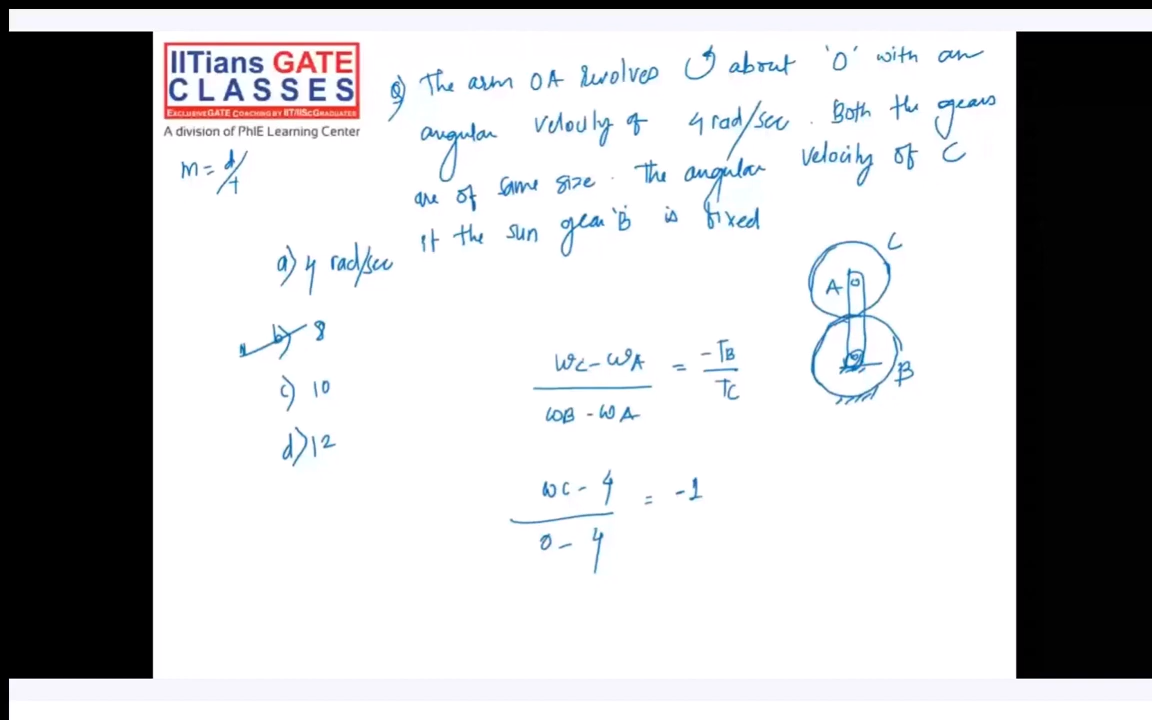 IITians GATE
CLASSES
EXCLUSIVE GATE COACHING BY IIT/IISC GRADUATES
A division of PhIE Learning Center
Q) The arm OA revolves about 'O' with an
angular velocity of 4 rad/sec. Both the gears
are of same size. The angular velocity of C
if the sun gear 'B' is fixed
m = d/T
a) 4 rad/sec
b) 8
c) 10
d) 12
C
A
B
ωC - ωA / ωB - ωA = -TB / TC
ωC - 4 / 0 - 4 = -1